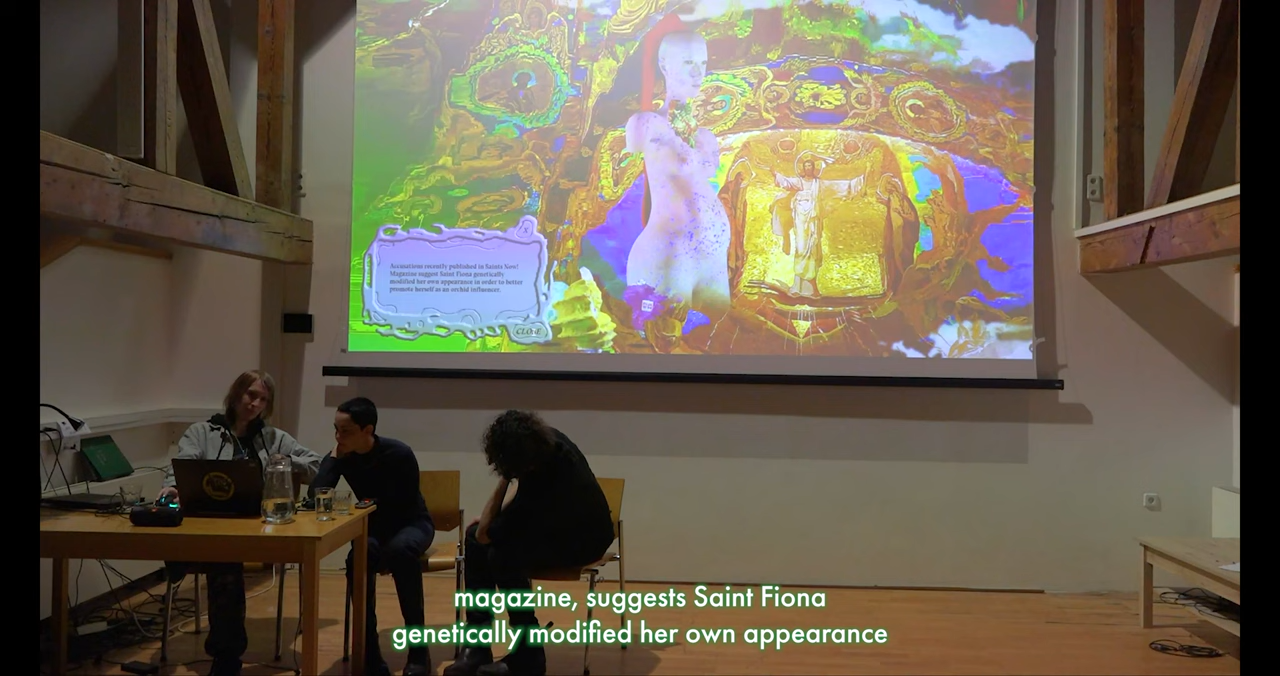 Accusations recently published in Saints Now!
Magazine suggest Saint Fiona genetically
modified her own appearance in order to better
promote herself as an orchid influencer.
CLOSE
magazine, suggests Saint Fiona
genetically modified her own appearance